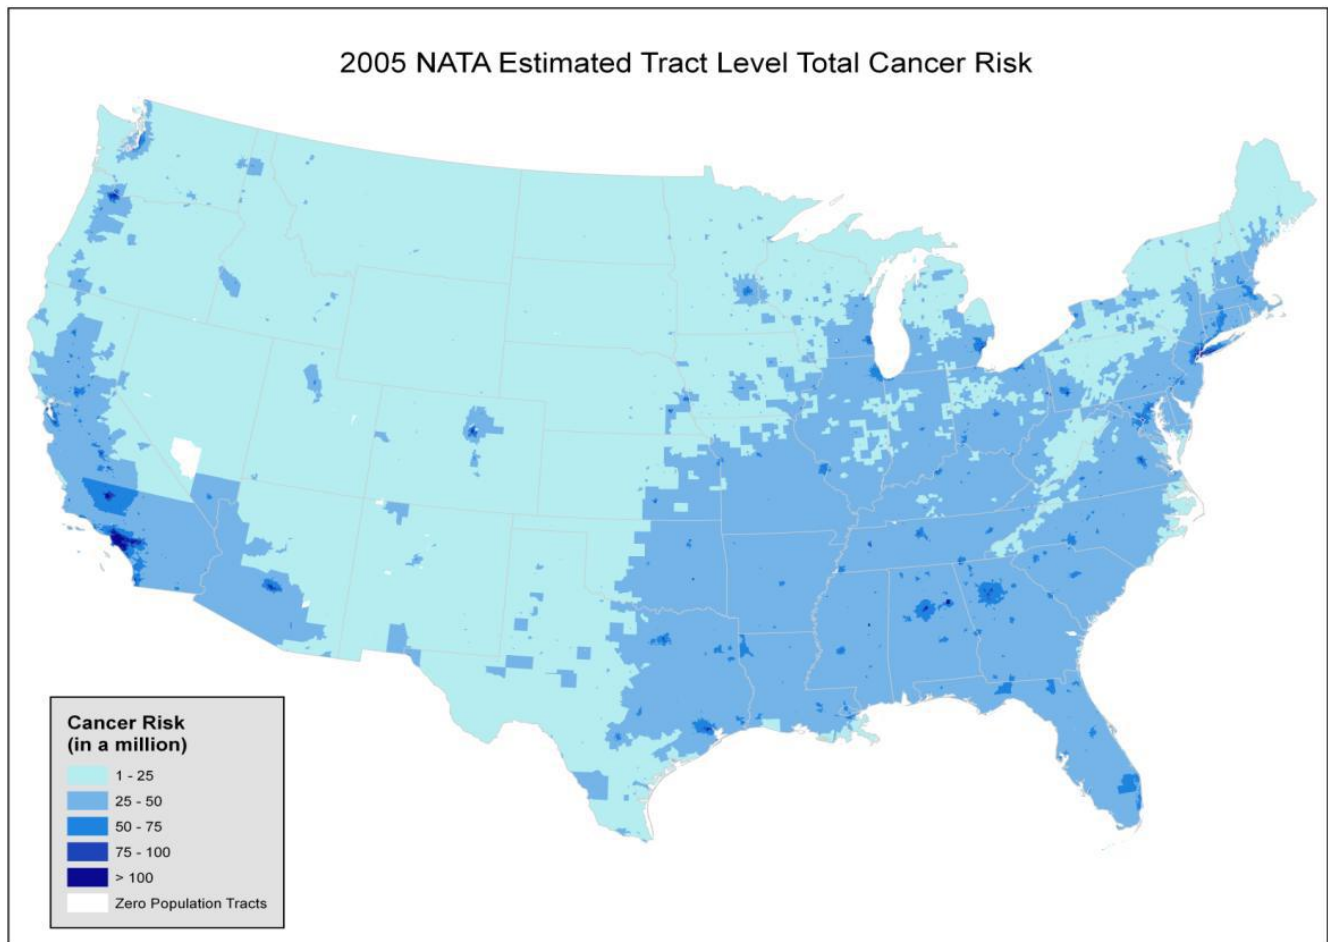 2005 NATA Estimated Tract Level Total Cancer Risk
Cancer Risk
(in a million)
1 - 25
25 - 50
50 - 75
75 - 100
> 100
Zero Population Tracts